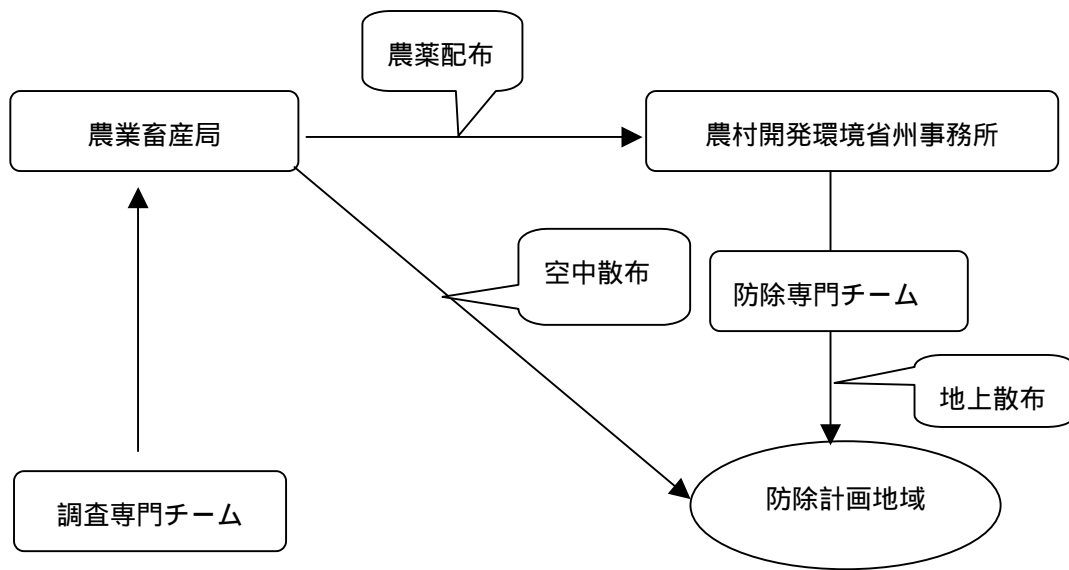 農薬配布
農業畜産局
農村開発環境省州事務所
空中散布
防除専門チーム
地上散布
防除計画地域
調査専門チーム